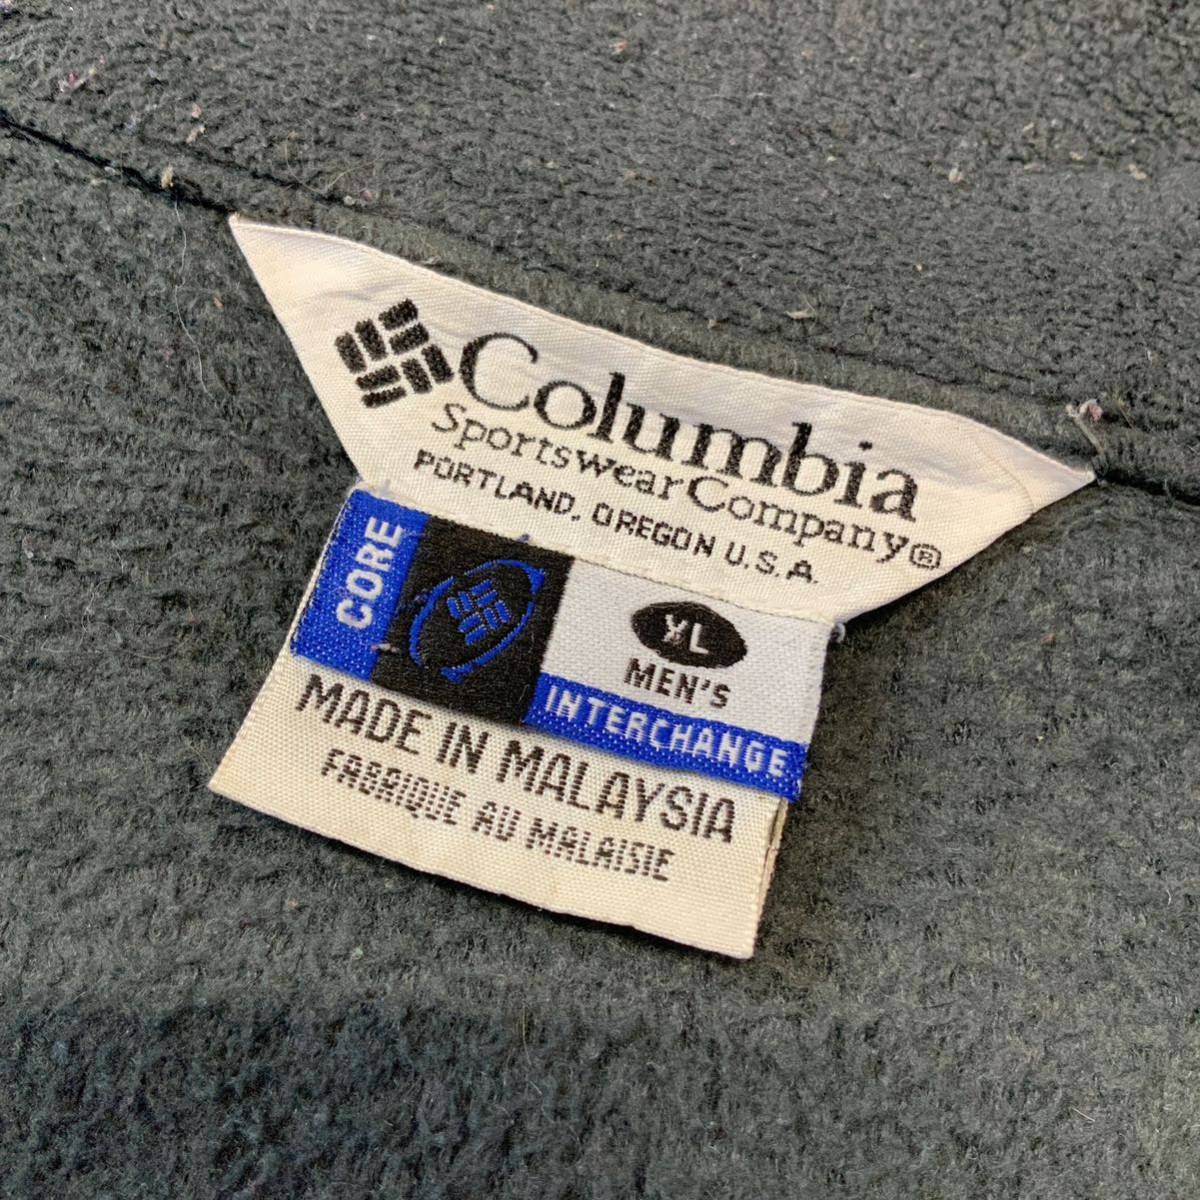 Columbia
Sportswear Company®
PORTLAND, OREGON U.S.A.
CORE
XL
MEN'S
INTERCHANGE
MADE IN MALAYSIA
FABRIQUE AU MALAISIE